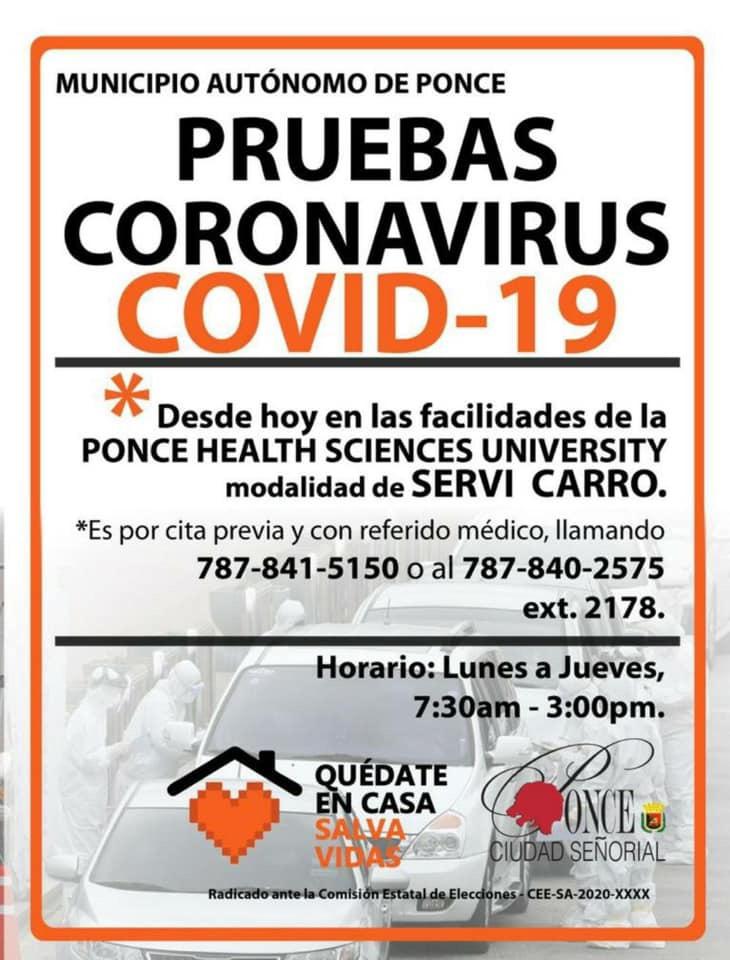 MUNICIPIO AUTÓNOMO DE PONCE
PRUEBAS
CORONAVIRUS
COVID-19
*Desde hoy en las facilidades de la
PONCE HEALTH SCIENCES UNIVERSITY
modalidad de SERVI CARRO.
*Es por cita previa y con referido médico, llamando
787-841-5150 o al 787-840-2575
ext. 2178.
Horario: Lunes a Jueves,
7:30am - 3:00pm.
QUÉDATE
EN CASA
SALVA
VIDAS
PONCE
CIUDAD SEÑORIAL
Radicado ante la Comisión Estatal de Elecciones - CEE-SA-2020-XXXX